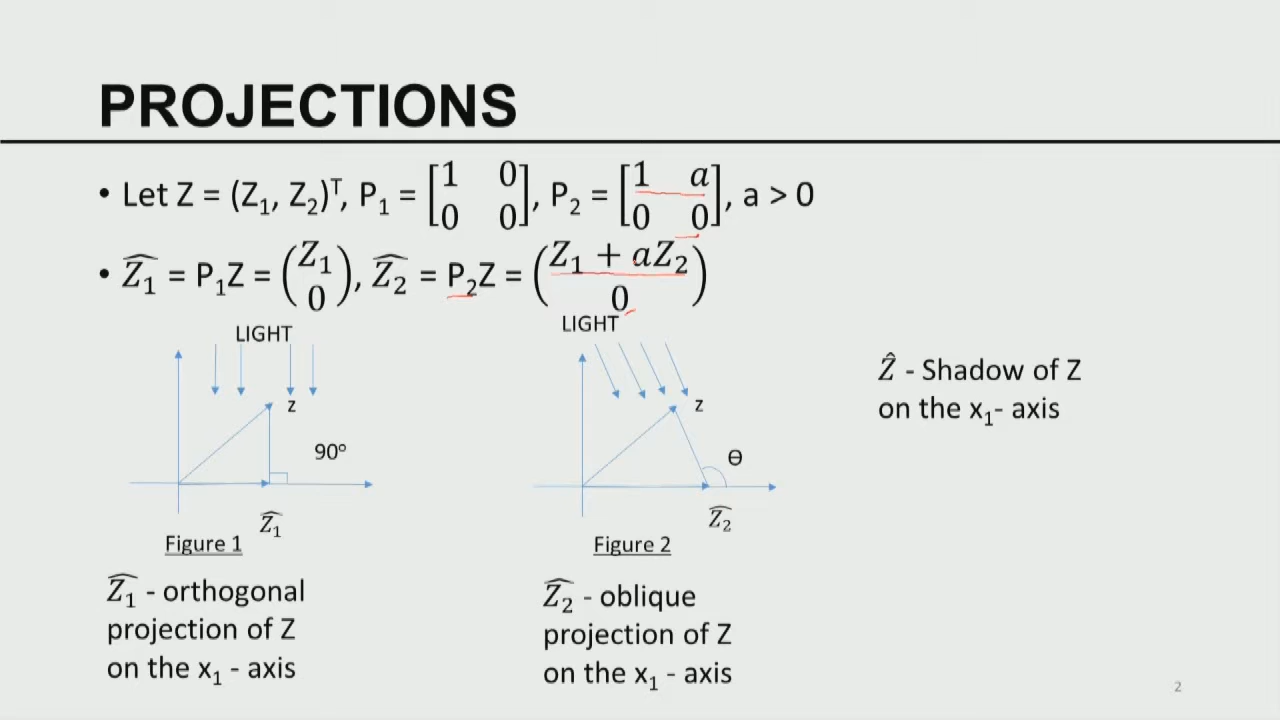 PROJECTIONS
• Let Z = (Z₁, Z₂)ᵀ, P₁ = [1 0; 0 0], P₂ = [1 a; 0 0], a > 0
• Ẑ₁ = P₁Z = (Z₁; 0), Ẑ₂ = P₂Z = (Z₁ + aZ₂; 0)
LIGHT
z
90º
Ẑ₁
Figure 1
Ẑ₁ - orthogonal
projection of Z
on the x₁ - axis
LIGHT
z
ϴ
Ẑ₂
Figure 2
Ẑ₂ - oblique
projection of Z
on the x₁ - axis
Ẑ - Shadow of Z
on the x₁- axis
2